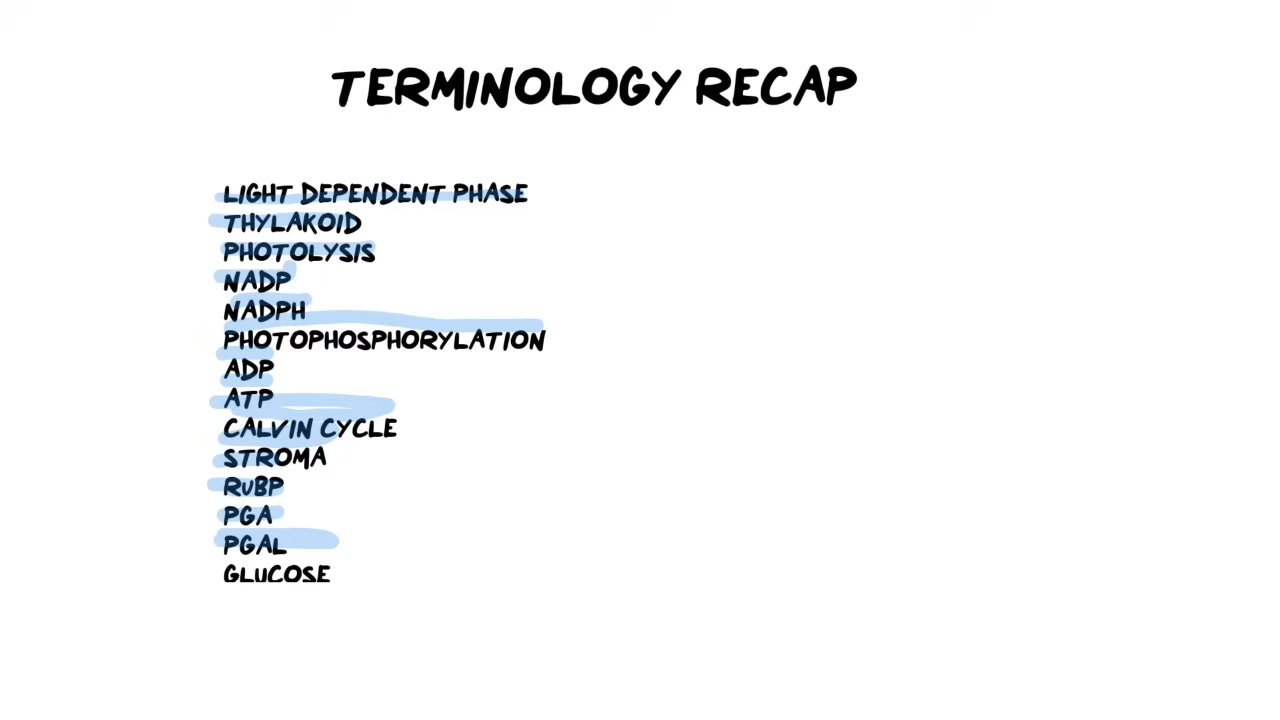 TERMINOLOGY RECAP
LIGHT DEPENDENT PHASE
THYLAKOID
PHOTOLYSIS
NADP
NADPH
PHOTOPHOSPHORYLATION
ADP
ATP
CALVIN CYCLE
STROMA
RuBP
PGA
PGAL
GLUCOSE